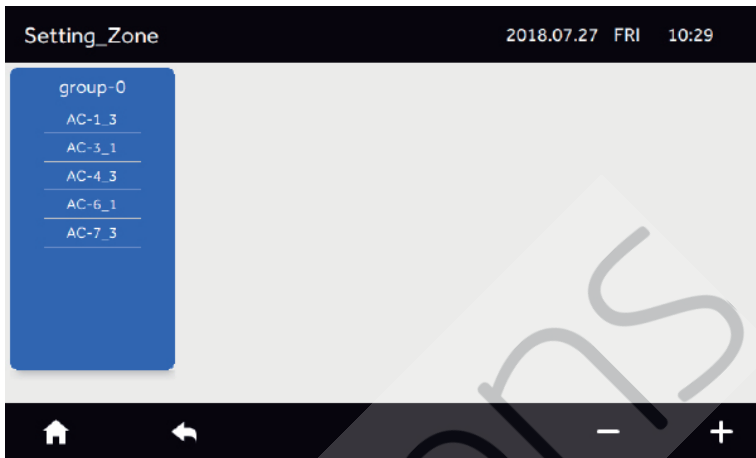 Setting_Zone 2018.07.27 FRI 10:29
group-0
AC-1_3
AC-3_1
AC-4_3
AC-6_1
AC-7_3